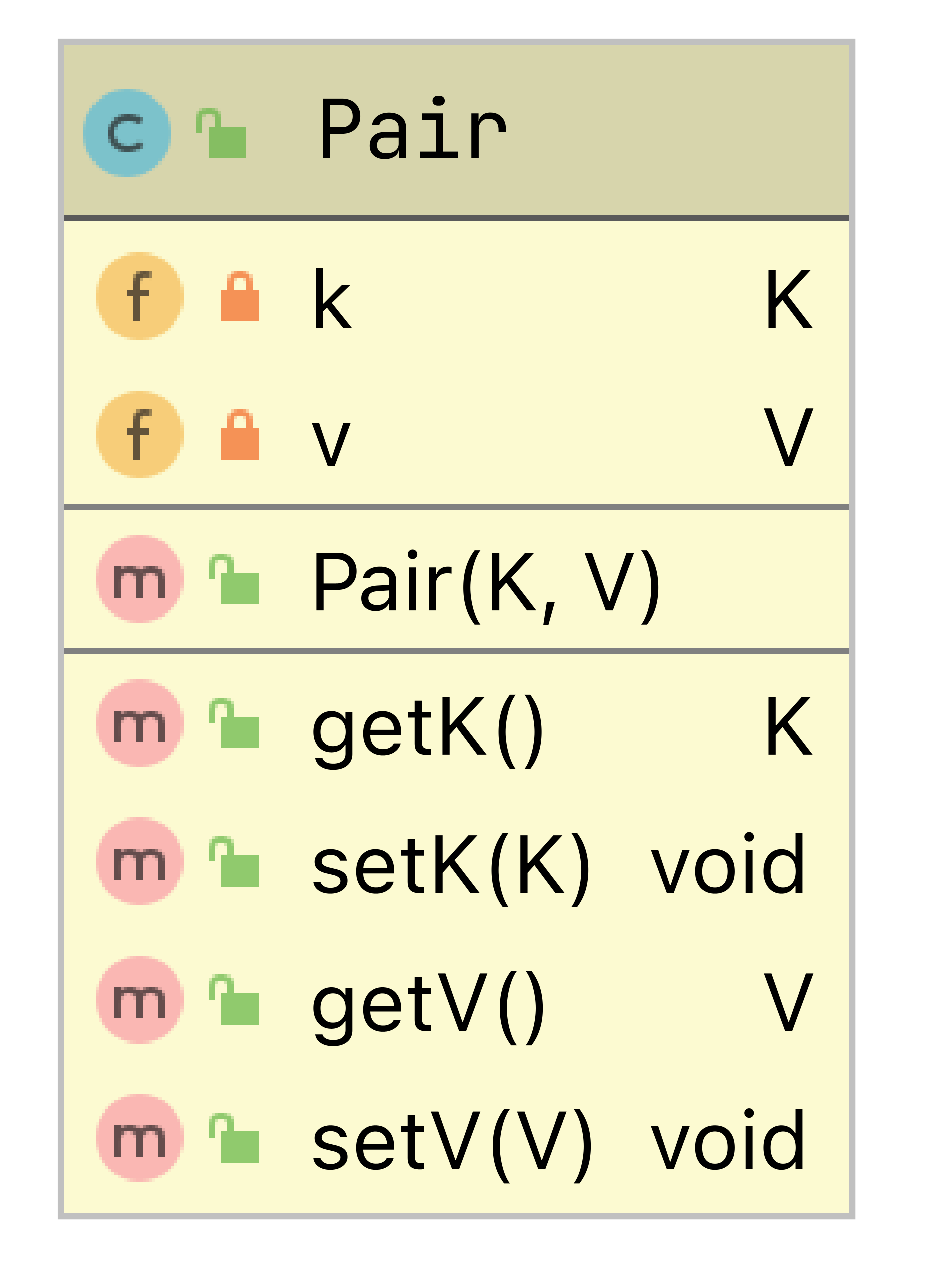 C Pair
f k K
f v V
m Pair(K, V)
m getK() K
m setK(K) void
m getV() V
m setV(V) void